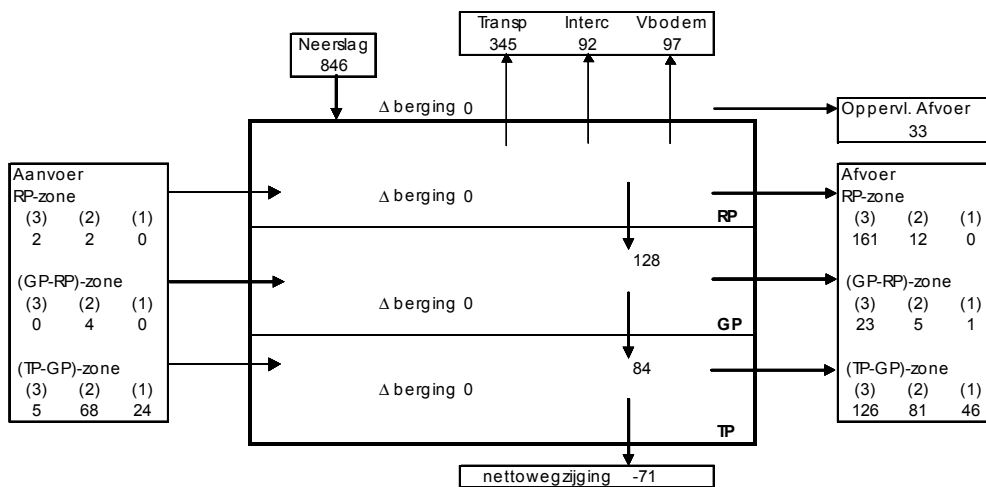 Transp Interc Vbodem
345 92 97
Neerslag
846
Δ berging 0
Oppervl. Afvoer
33
Aanvoer
RP-zone
(3) (2) (1)
2 2 0
(GP-RP)-zone
(3) (2) (1)
0 4 0
(TP-GP)-zone
(3) (2) (1)
5 68 24
Δ berging 0
RP
128
Δ berging 0
GP
84
Δ berging 0
TP
Afvoer
RP-zone
(3) (2) (1)
161 12 0
(GP-RP)-zone
(3) (2) (1)
23 5 1
(TP-GP)-zone
(3) (2) (1)
126 81 46
nettowegzijging -71